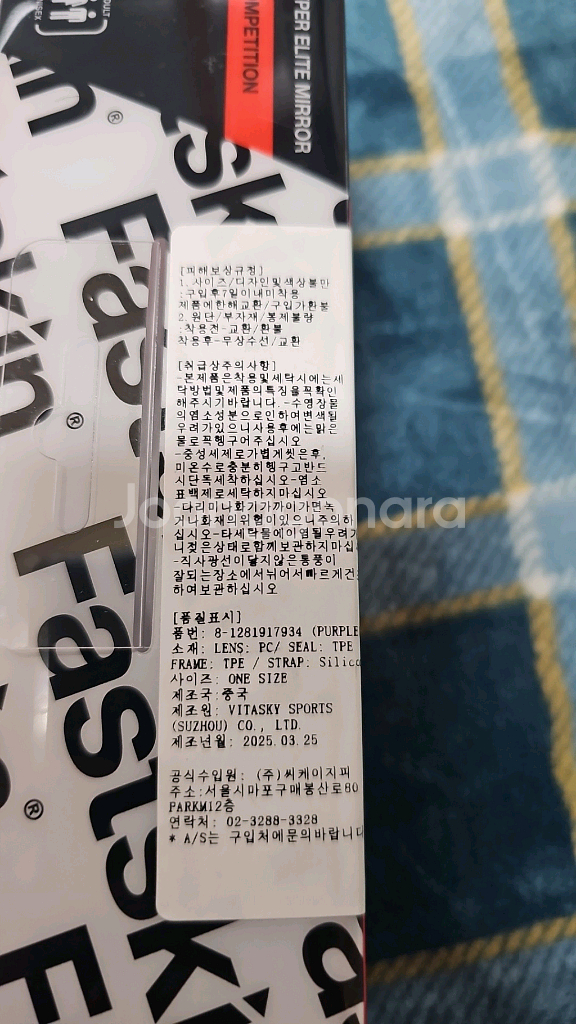 ADULT
UNISEX
PER ELITE MIRROR
OMPETITION
Fastskin
®
®
®
[피해보상규정]
1.사이즈/디자인및색상불만
:구입후7일이내미착용
제품에한해교환/구입가환불
2.원단/부자재/봉제불량
:착용전-교환/환불
착용후-무상수선/교환
[취급상주의사항]
-본제품은착용및세탁시에는세
탁방법및제품의특징을꼭확인
해주시기바랍니다.-수영장물
의염소성분으로인하여변색될
우려가있으니사용후에는맑은
물로꼭헹구어주십시오
-중성세제로가볍게씻은후,
미온수로충분히헹구고반드
시단독세착하십시오-염소
표백제로세탁하지마십시오
-다리미나화기가까이가면녹
거나화재의위험이있으니주의하
십시오-타세탁물에이염될우려가
니젖은상태로함께보관하지마십
-직사광선이닿지않은통풍이
잘되는장소에서뉘어서빠르게건
하여보관하십시오
[품질표시]
품번: 8-1281917934 (PURPLE
소재: LENS: PC/ SEAL: TPE
FRAME: TPE / STRAP: Silico
사이즈: ONE SIZE
제조국:중국
제조원: VITASKY SPORTS
(SUZHOU) CO., LTD.
제조년월: 2025.03.25
공식수입원: (주)씨케이지피
주소:서울시마포구매봉산로80
PARKM12층
연락처: 02-3288-3328
* A/S는 구입처에문의바랍니다